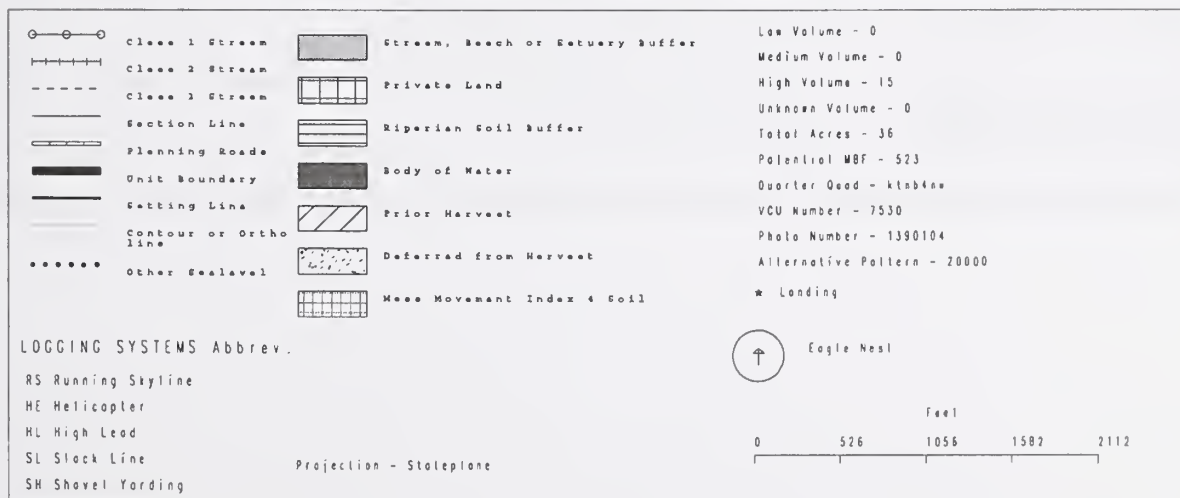 Class 1 Stream
Class 2 Stream
Class 3 Stream
Section Line
Planning Roads
Unit Boundary
Setting Line
Contour or Ortho
line
Other Sealevel
Stream, Beach or Estuary Buffer
Private Land
Riparian Soil Buffer
Body of Water
Prior Harvest
Deferred from Harvest
Mass Movement Index 4 Soil
Low Volume - 0
Medium Volume - 0
High Volume - 15
Unknown Volume - 0
Total Acres - 36
Potential MBF - 523
Quarter Quad - ktnb4nw
VCU Number - 7530
Photo Number - 1390104
Alternative Pattern - 20000
* Landing
Eagle Nest
LOGGING SYSTEMS Abbrev.
RS Running Skyline
HE Helicopter
HL High Lead
SL Slack Line
SH Shovel Yarding
Projection - Stateplane
Feet
0 526 1056 1582 2112